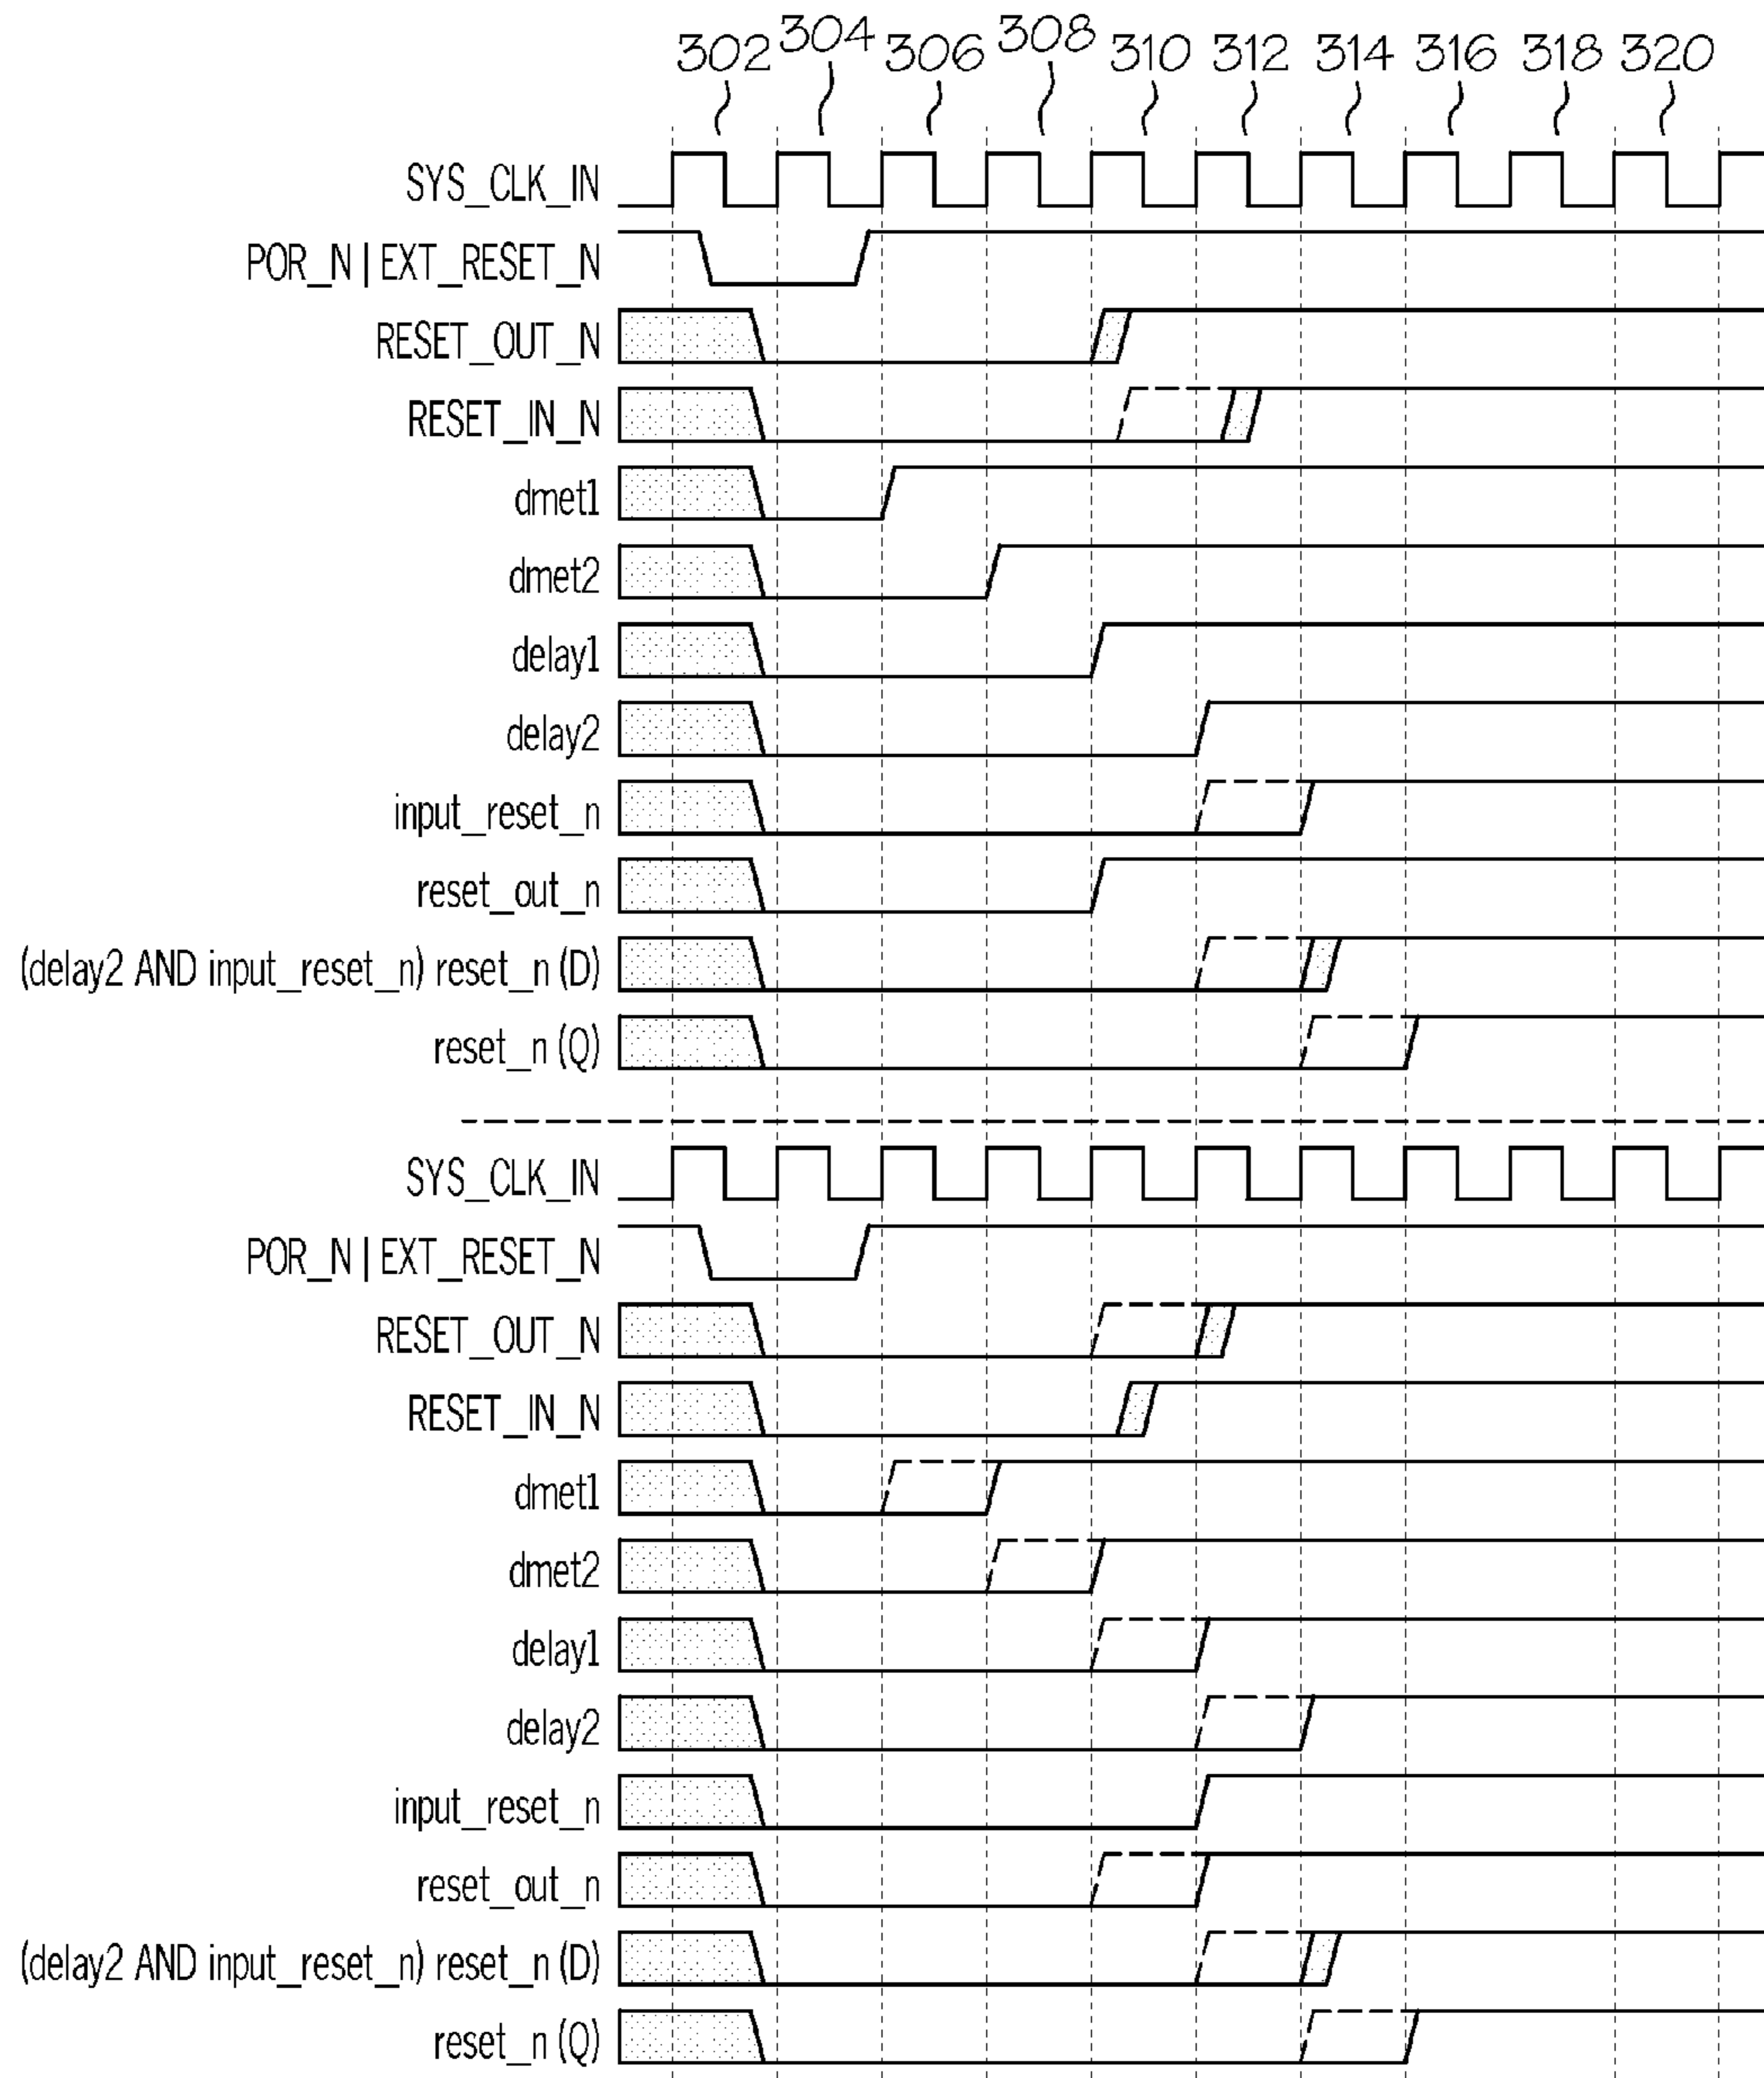 302 304 306 308 310 312 314 316 318 320
SYS_CLK_IN
POR_N | EXT_RESET_N
RESET_OUT_N
RESET_IN_N
dmet1
dmet2
delay1
delay2
input_reset_n
reset_out_n
(delay2 AND input_reset_n) reset_n (D)
reset_n (Q)
SYS_CLK_IN
POR_N | EXT_RESET_N
RESET_OUT_N
RESET_IN_N
dmet1
dmet2
delay1
delay2
input_reset_n
reset_out_n
(delay2 AND input_reset_n) reset_n (D)
reset_n (Q)